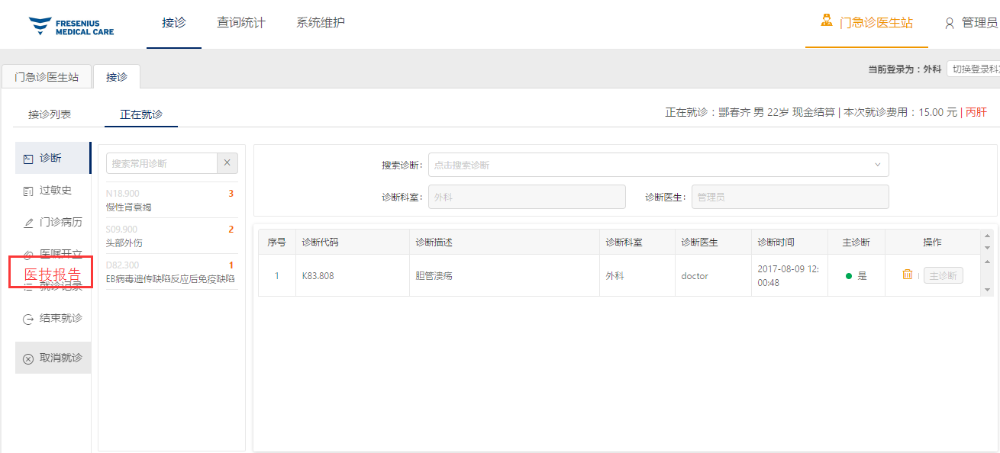 FRESENIUS
MEDICAL CARE
接诊
查询统计
系统维护
门急诊医生站
管理员
门急诊医生站
接诊
当前登录为：外科
切换登录科
接诊列表
正在就诊
正在就诊：酆春齐 男 22岁 现金结算 | 本次就诊费用：15.00 元 | 丙肝
诊断
过敏史
门诊病历
医嘱开立
医技报告
就诊记录
结束就诊
取消就诊
搜索常用诊断
N18.900 3
慢性肾衰竭
S09.900 2
头部外伤
D82.300 1
EB病毒遗传缺陷反应后免疫缺陷
搜索诊断：
点击搜索诊断
诊断科室：
外科
诊断医生：
管理员
序号 诊断代码 诊断描述 诊断科室 诊断医生 诊断时间 主诊断 操作
1 K83.808 胆管溃疡 外科 doctor 2017-08-09 12:
00:48 是 主诊断